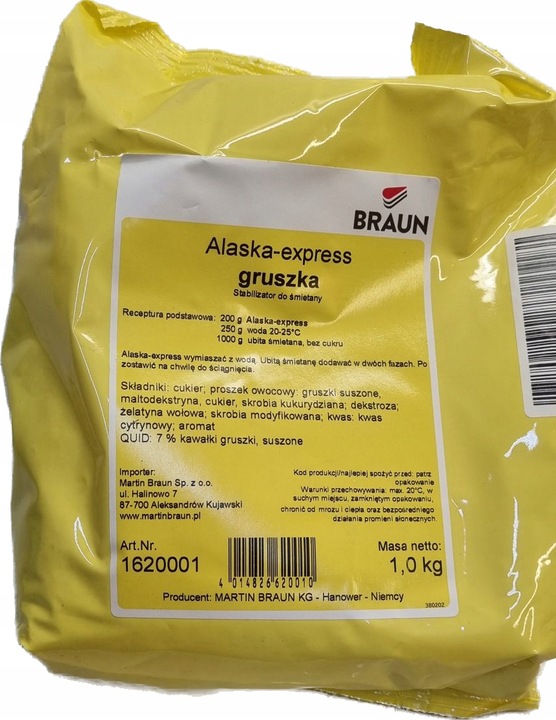 BRAUN
Alaska-express
gruszka
Stabilizator do śmietany
Receptura podstawowa: 200 g Alaska-express
250 g woda 20-25°C
1000 g ubita śmietana, bez cukru
Alaska-express wymiaszać z wodą. Ubitą śmietanę dodawać w dwóch fazach. Po
zostawić na chwilę do ściągnięcia.
Składniki: cukier; proszek owocowy: gruszki suszone,
maltodekstryna, cukier, skrobia kukurydziana; dekstroza;
żelatyna wołowa; skrobia modyfikowana; kwas: kwas
cytrynowy; aromat
QUID: 7 % kawałki gruszki, suszone
Importer:
Martin Braun Sp. z o.o.
ul. Halinowo 7
87-700 Aleksandrów Kujawski
www.martinbraun.pl
Kod produkcji/najlepiej spożyć przed: patrz
opakowanie
Warunki przechowywania: max. 20°C, w
suchym miejscu, zamkniętym opakowaniu,
chronić od mrozu i ciepła oraz bezpośredniego
działania promieni słonecznych.
Art.Nr.
1620001
4 014826 620010
Masa netto:
1,0 kg
Producent: MARTIN BRAUN KG - Hanower - Niemcy
380202